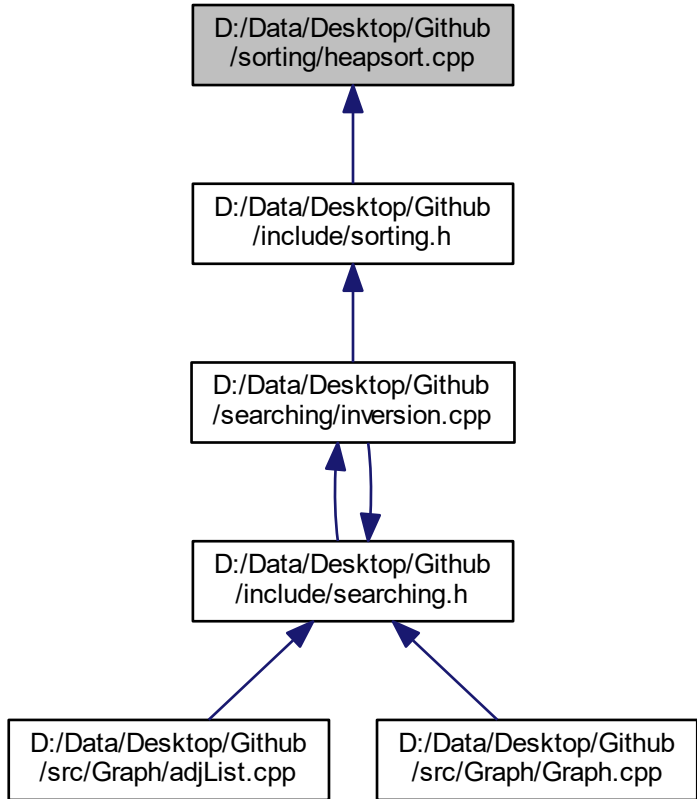 D:/Data/Desktop/Github
/sorting/heapsort.cpp
D:/Data/Desktop/Github
/include/sorting.h
D:/Data/Desktop/Github
/searching/inversion.cpp
D:/Data/Desktop/Github
/include/searching.h
D:/Data/Desktop/Github
/src/Graph/adjList.cpp
D:/Data/Desktop/Github
/src/Graph/Graph.cpp